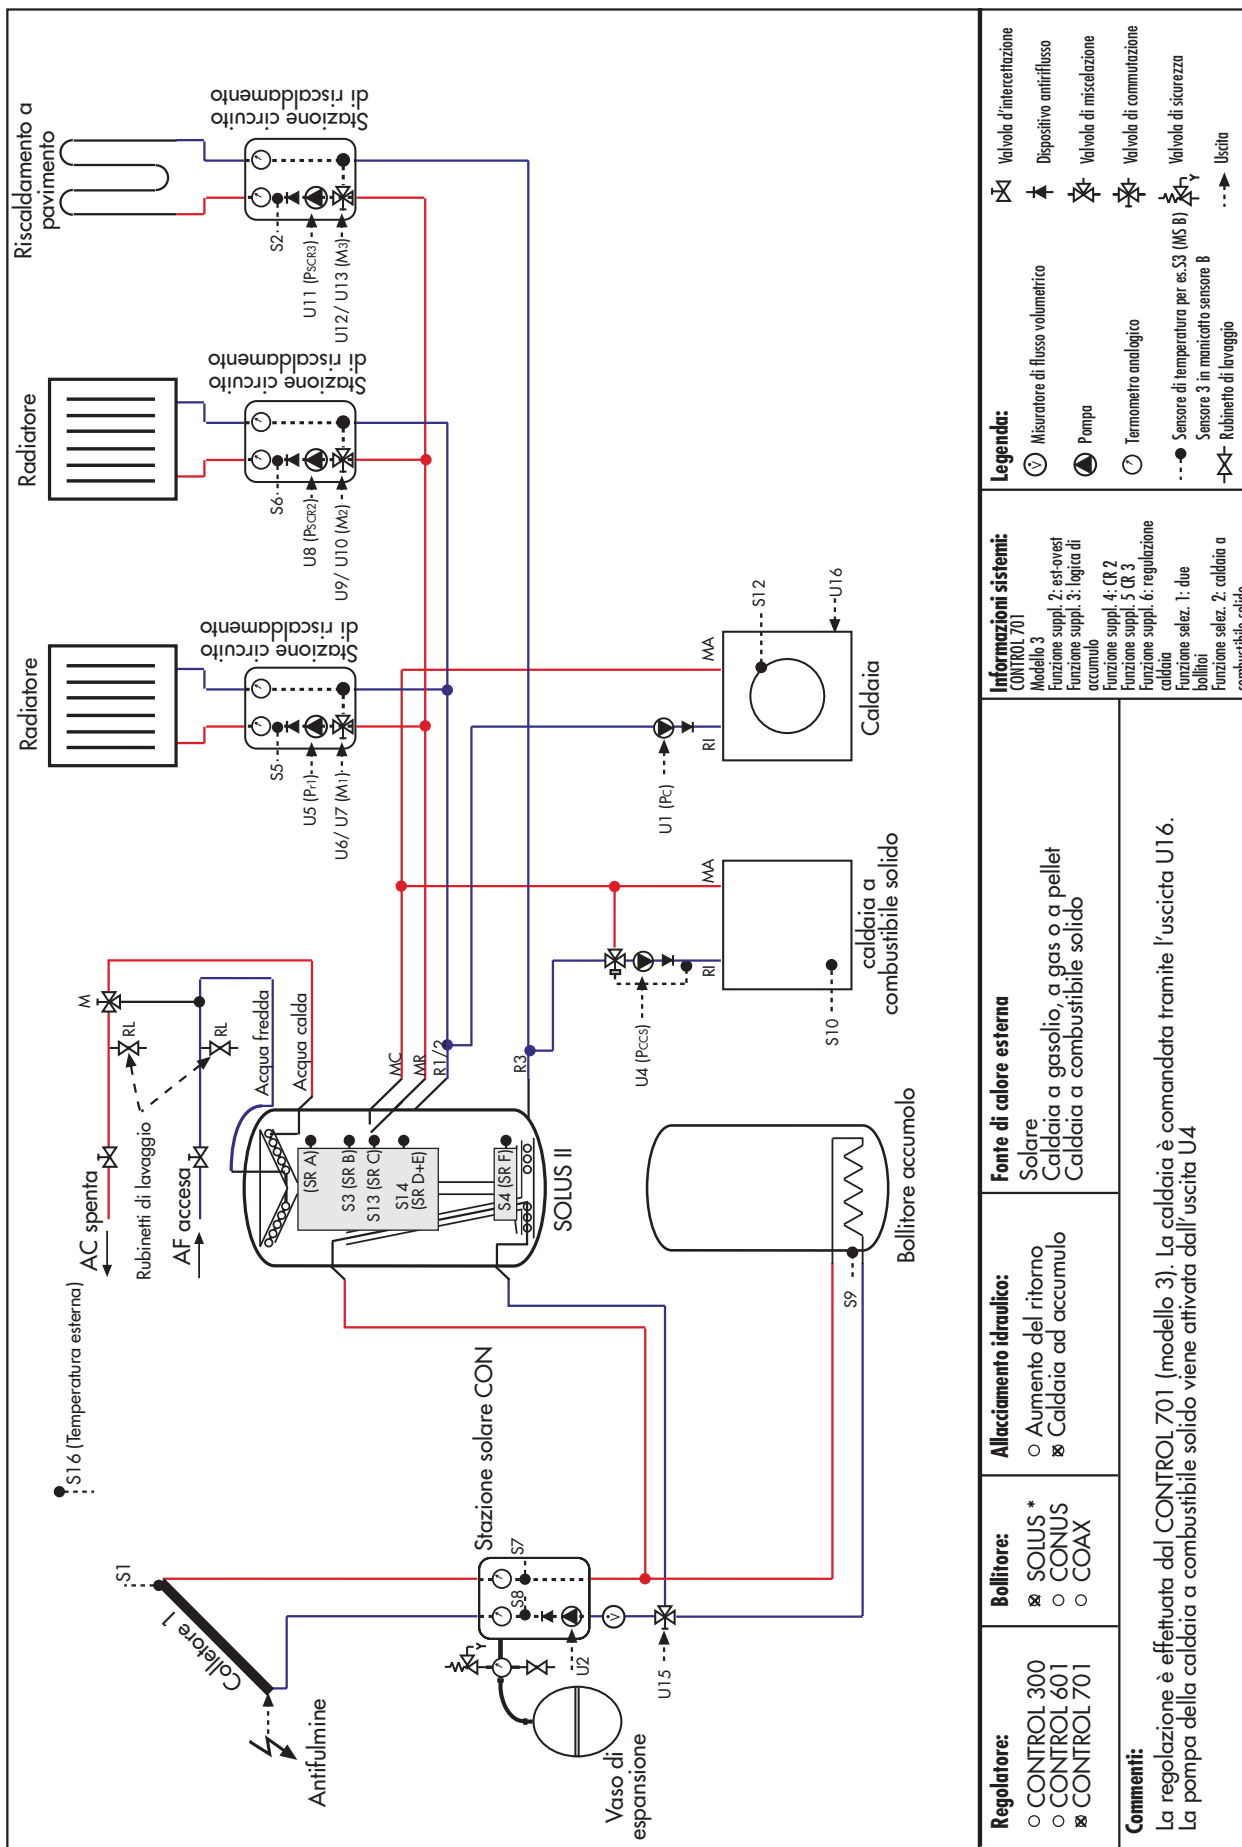 Riscaldamento a
pavimento
Stazione circuito
di riscaldamento
S2
U11 (PSCR3)
U12/ U13 (M3)
Radiatore
Stazione circuito
di riscaldamento
S6
U8 (PSCR2)
U9/ U10 (M2)
Radiatore
Stazione circuito
di riscaldamento
S5
U5 (Pr1)
U6/ U7 (M1)
MA
S12
U16
RI
U1 (PC)
Caldaia
MA
RI
U4 (PCCS)
S10
caldaia a
combustibile solido
M
RL
RL
Acqua fredda
Acqua calda
MC
MR
R1/2
R3
AC spenta
Rubinetti di lavaggio
AF accesa
(SR A)
S3 (SR B)
S13 (SR C)
S14
(SR D+E)
S4 (SR F)
SOLUS II
S9
Bollitore accumolo
S16 (Temperatura esterna)
S1
Colletore 1
Antifulmine
Stazione solare CON
S7
S8
Y
U2
V
U15
Vaso di
espansione
Regolatore:
CONTROL 300
CONTROL 601
CONTROL 701
Bollitore:
SOLUS *
CONUS
COAX
Allacciamento idraulico:
Aumento del ritorno
Caldaia ad accumulo
Fonte di calore esterna
Solare
Caldaia a gasolio, a gas o a pellet
Caldaia a combustibile solido
Informazioni sistemi:
CONTROL 701
Modello 3
Funzione suppl. 2: est-ovest
Funzione suppl. 3: logica di
accumulo
Funzione suppl. 4: CR 2
Funzione suppl. 5 CR 3
Funzione suppl. 6: regulazione
caldaia
Funzione selez. 1: due
bollitoi
Funzione selez. 2: caldaia a
combustibile solido
Legenda:
V
Misuratore di flusso volumetrico
Pompa
Termometro analogico
Sensore di temperatura per es.S3 (MS B)
Sensore 3 in manicotto sensore B
Rubinetto di lavaggio
Valvola d'intercettazione
Dispositivo antiriflusso
Valvola di miscelazione
Valvola di commutazione
Y
Valvola di sicurezza
Uscita
Commenti:
La regolazione è effettuata dal CONTROL 701 (modello 3). La caldaia è comandata tramite l'uscicta U16.
La pompa della caldaia a combustibile solido viene attivata dall'uscita U4